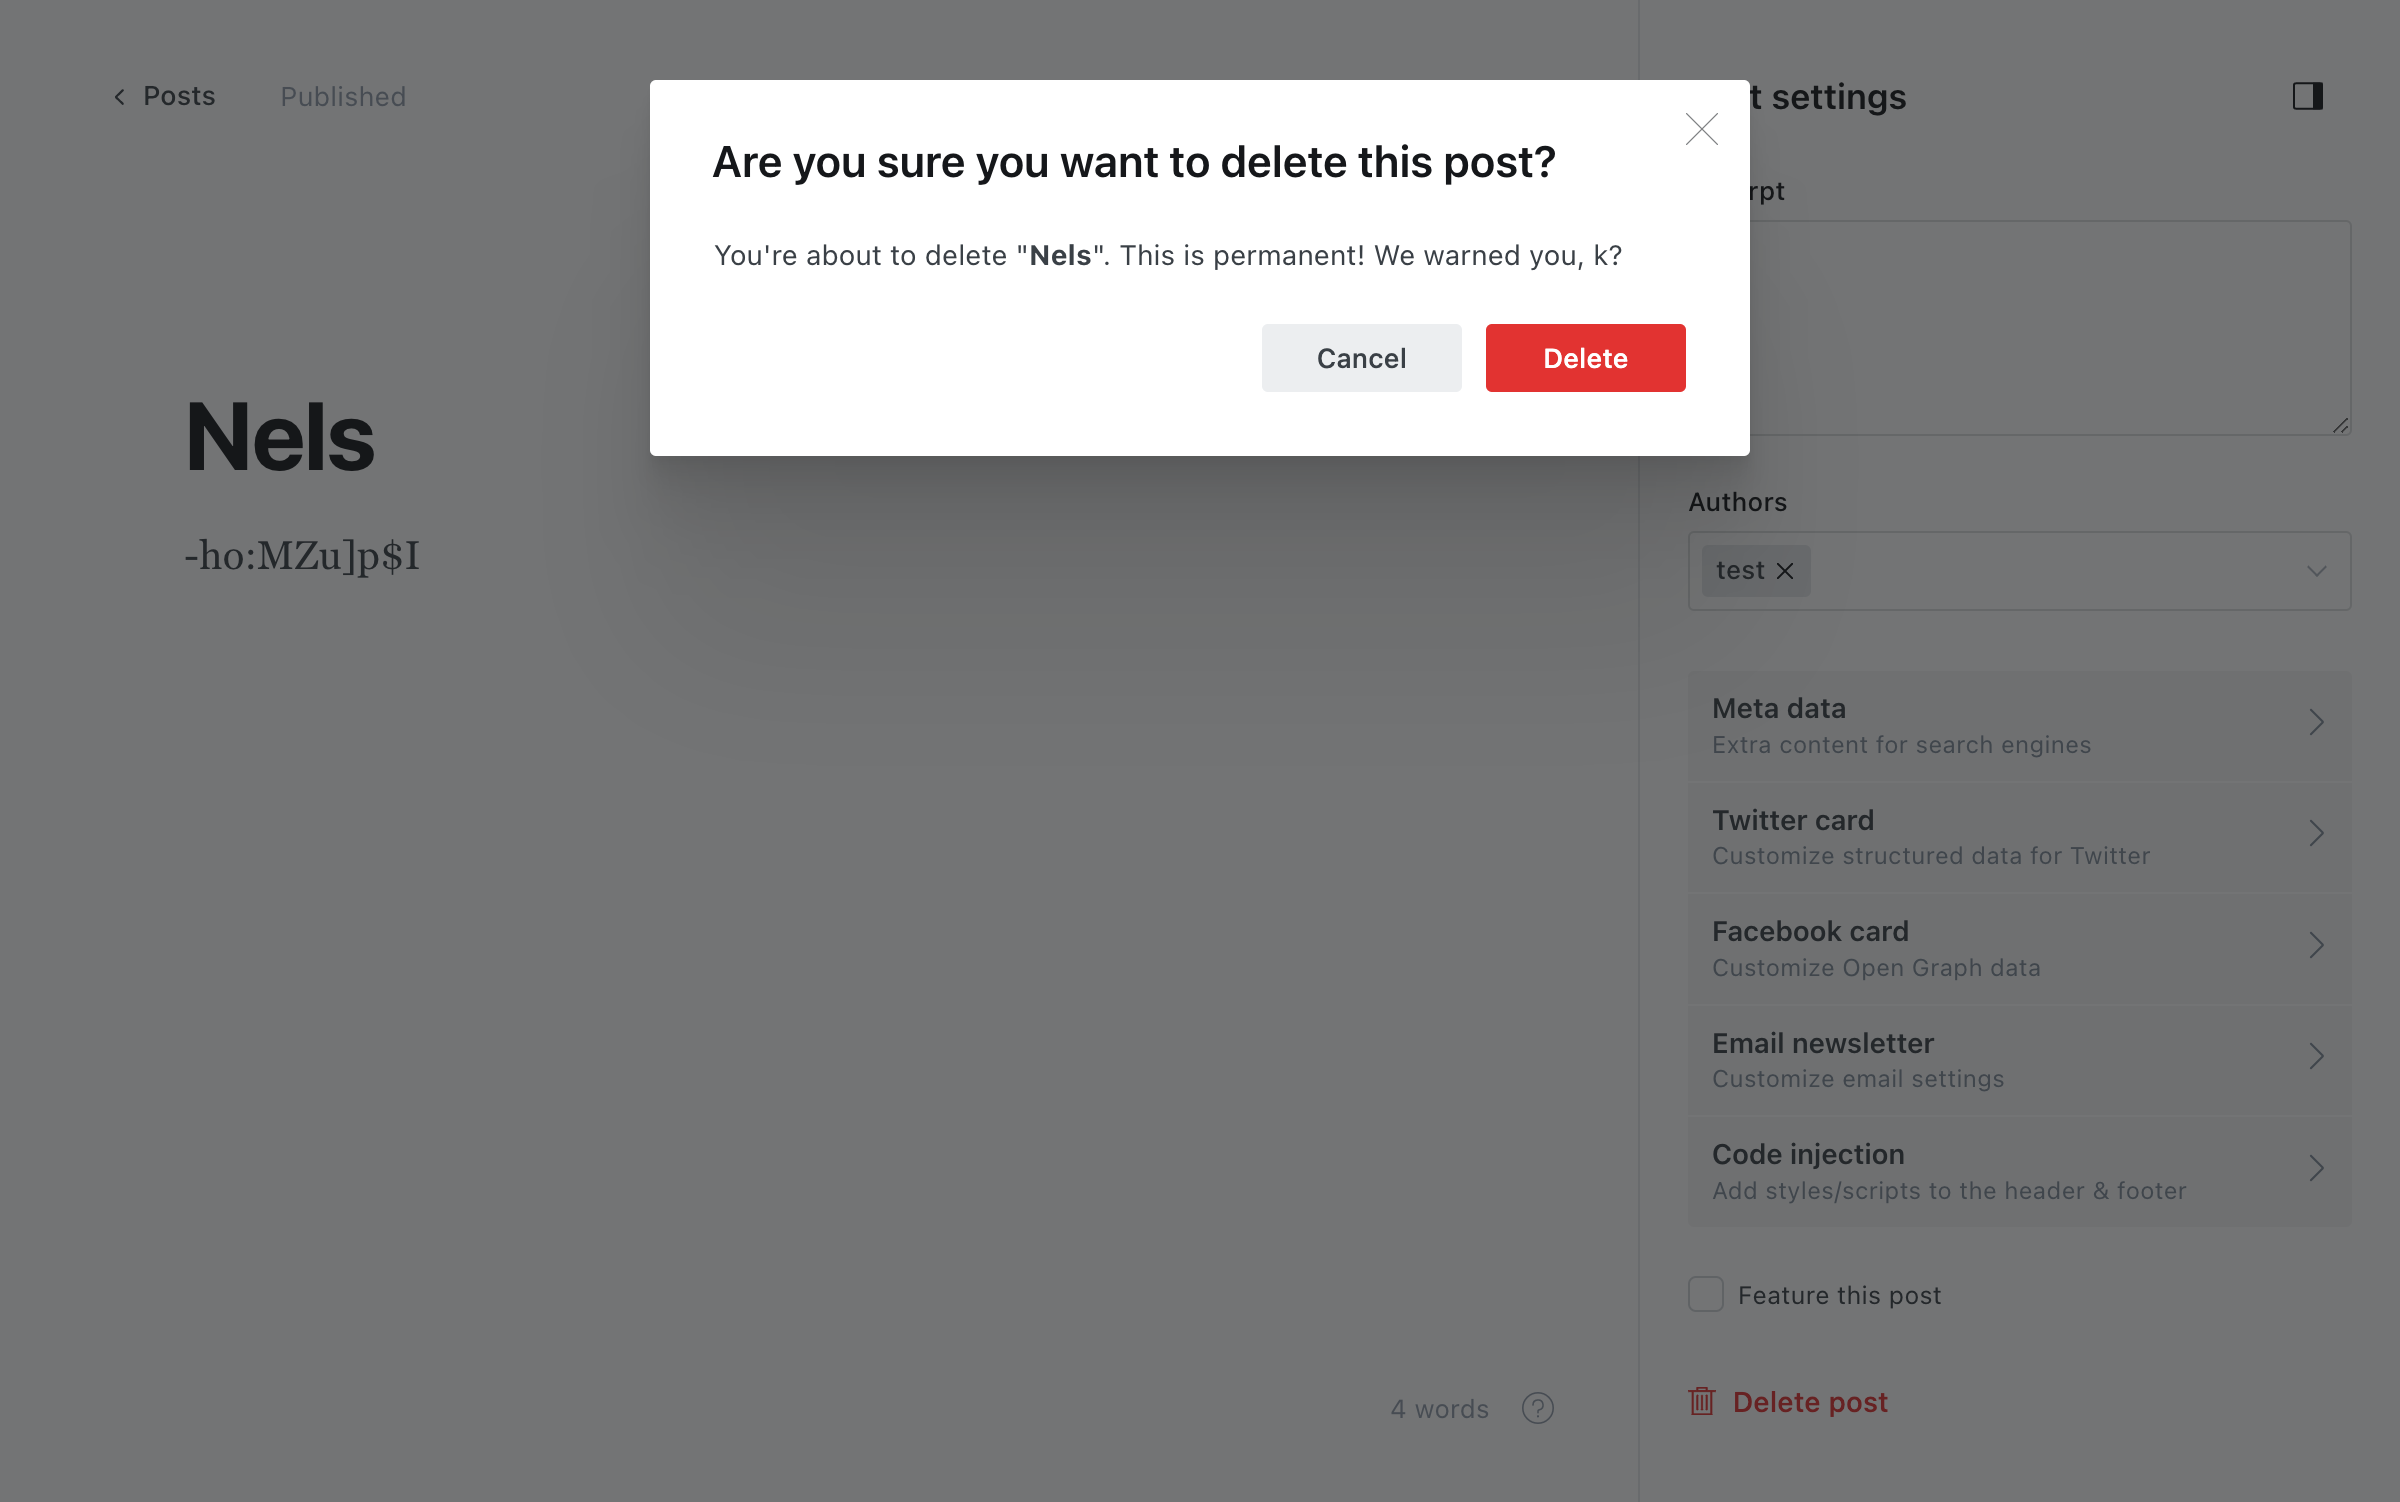 Posts
Published
t settings
Are you sure you want to delete this post?
You're about to delete "Nels". This is permanent! We warned you, k?
Cancel
Delete
rpt
Nels
-ho:MZu]p$I
Authors
test
Meta data
Extra content for search engines
Twitter card
Customize structured data for Twitter
Facebook card
Customize Open Graph data
Email newsletter
Customize email settings
Code injection
Add styles/scripts to the header & footer
Feature this post
4 words
?
Delete post